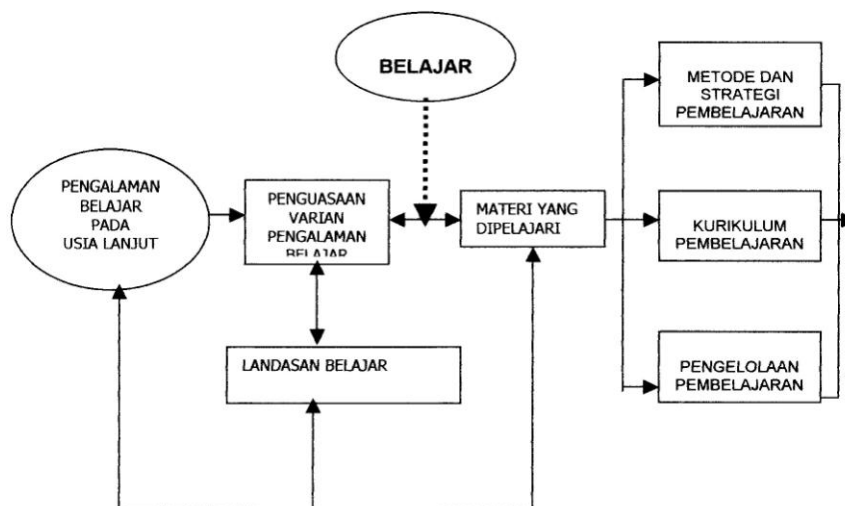 BELAJAR
METODE DAN
STRATEGI
PEMBELAJARAN
PENGALAMAN
BELAJAR
PADA
USIA LANJUT
PENGUASAAN
VARIAN
PENGALAMAN
BELAJAR
MATERI YANG
DIPELAJARI
KURIKULUM
PEMBELAJARAN
LANDASAN BELAJAR
PENGELOLAAN
PEMBELAJARAN